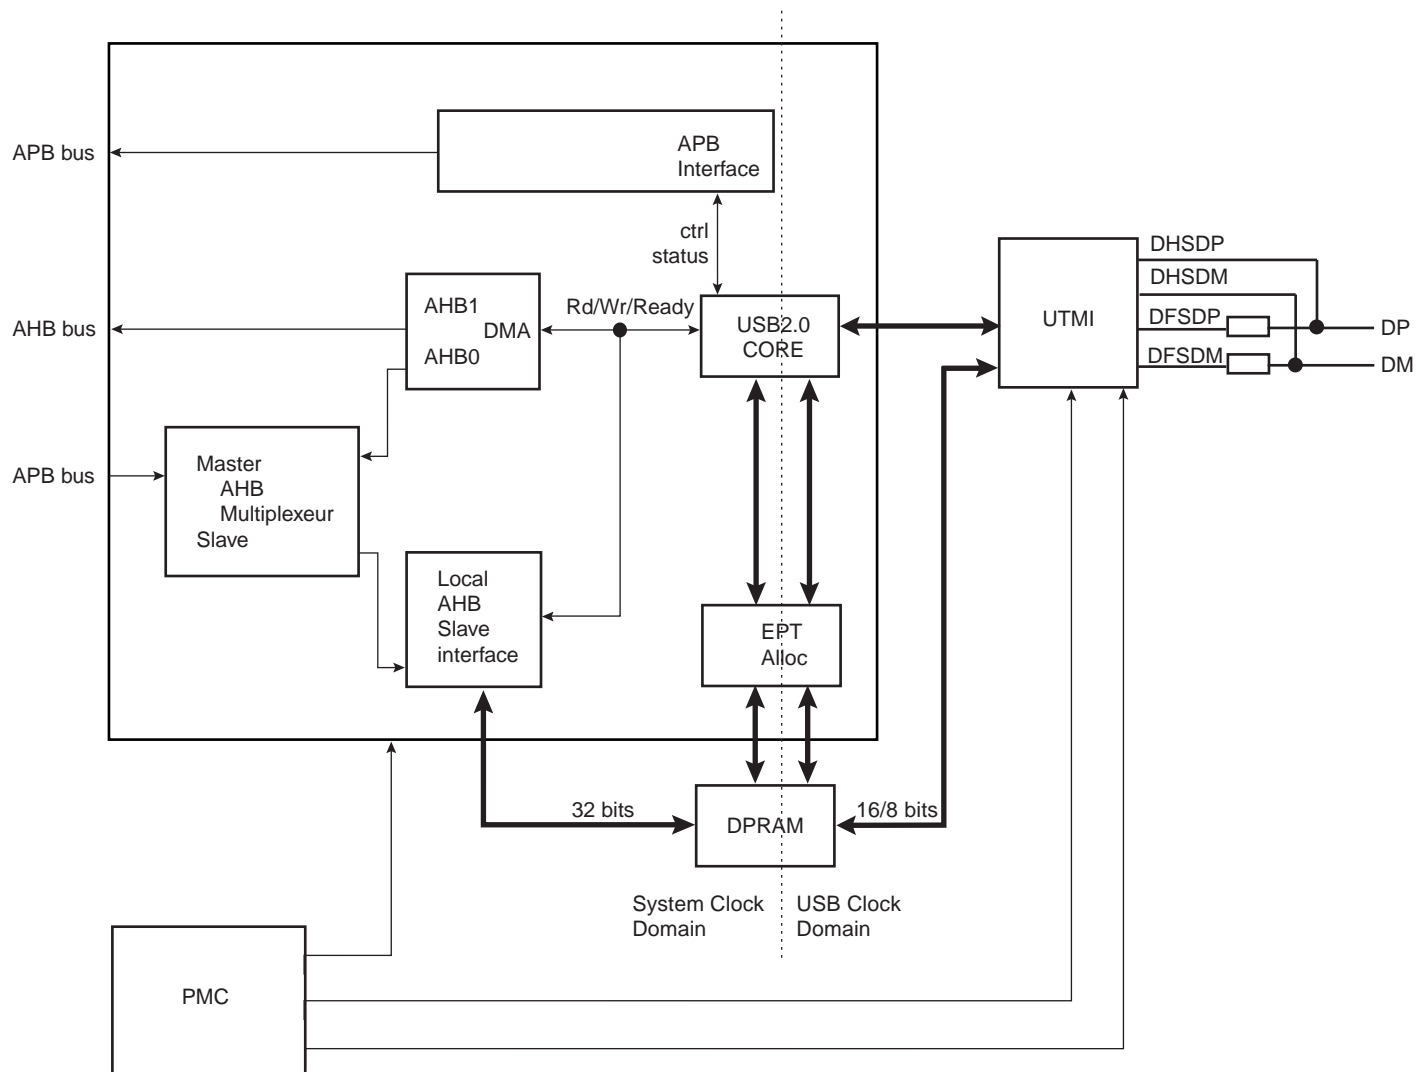 APB bus
APB
Interface
ctrl
status
DHSDP
DHSDM
DFSDP
DFSDM
DP
DM
UTMI
AHB bus
AHB1
DMA
AHB0
Rd/Wr/Ready
USB2.0
CORE
APB bus
Master
AHB
Multiplexeur
Slave
Local
AHB
Slave
interface
EPT
Alloc
32 bits
DPRAM
16/8 bits
System Clock
Domain
USB Clock
Domain
PMC